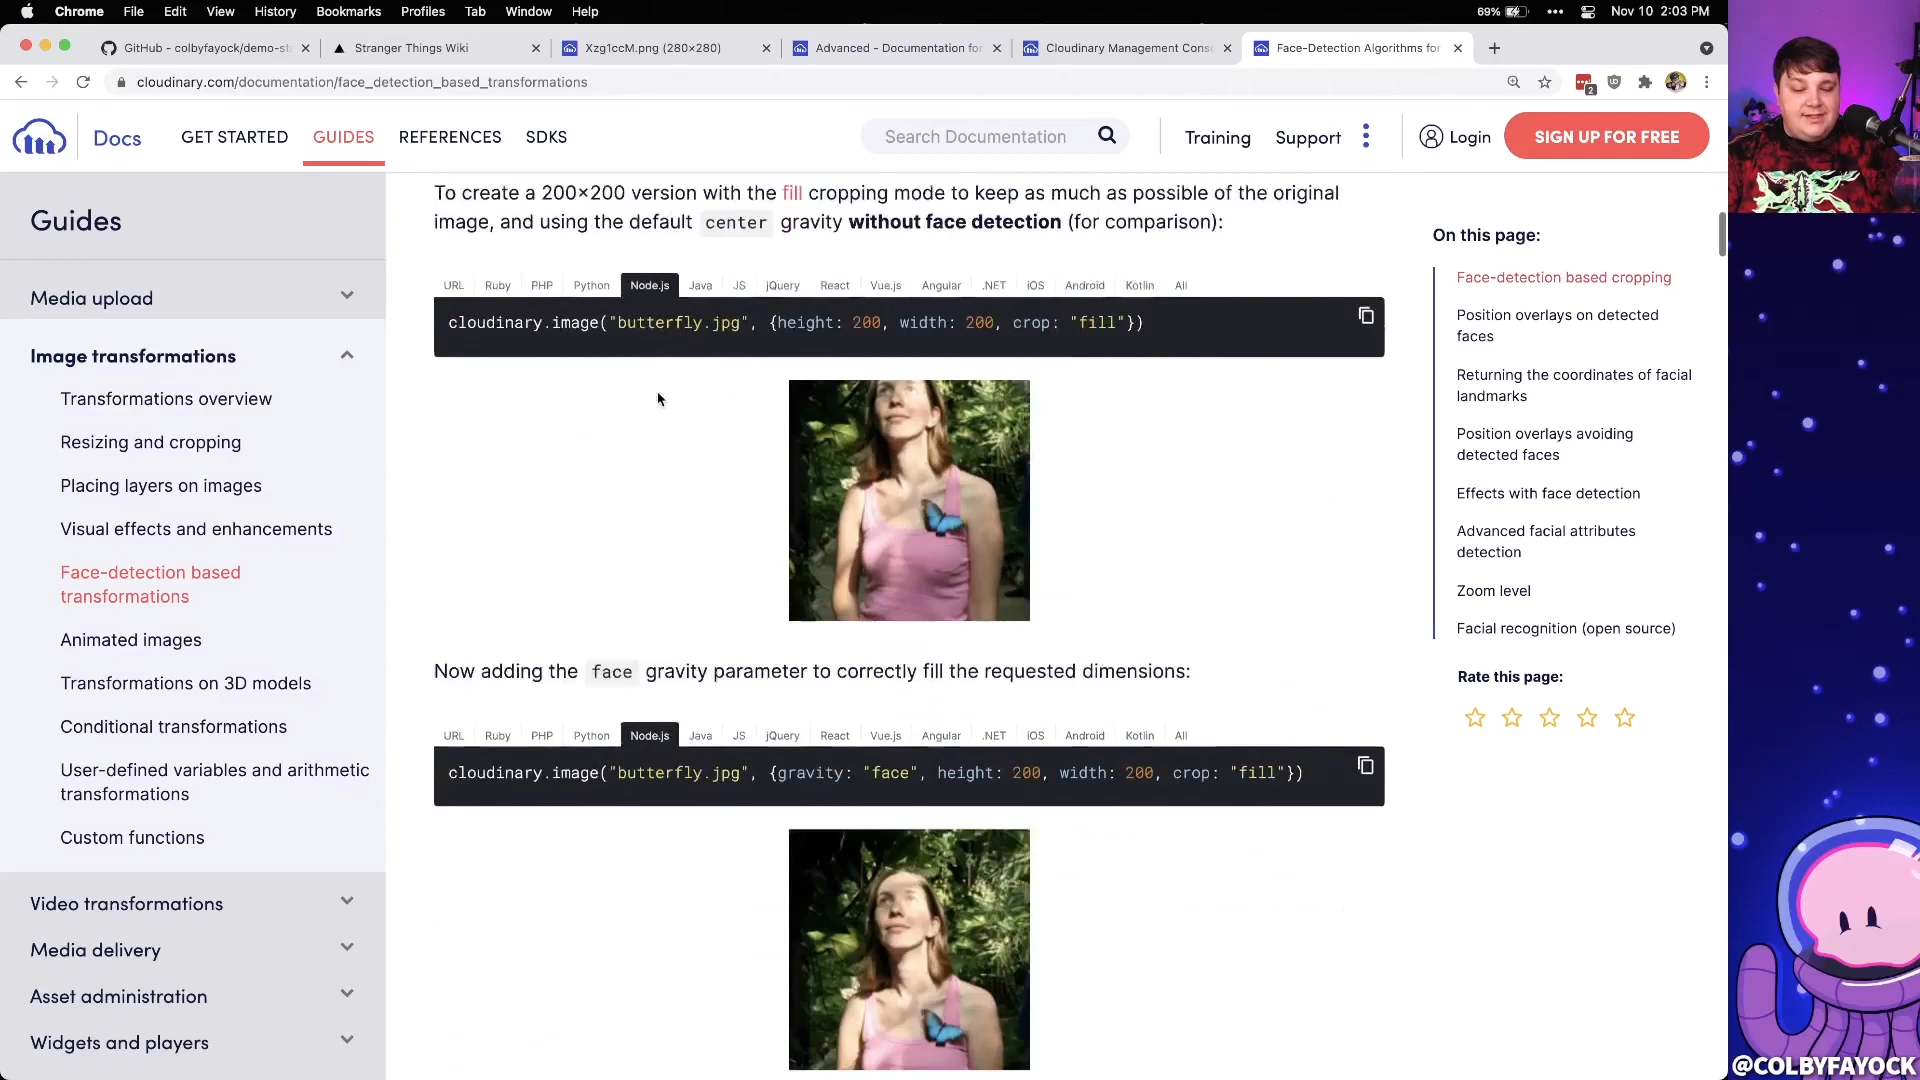 Chrome File Edit View History Bookmarks Profiles Tab Window Help 69% Nov 10 2:03 PM
GitHub - colbyfayock/demo-st Stranger Things Wiki Xzg1ccM.png (280×280) Advanced - Documentation for Cloudinary Management Conso Face-Detection Algorithms for
cloudinary.com/documentation/face_detection_based_transformations 2
Docs GET STARTED GUIDES REFERENCES SDKS Search Documentation Training Support Login SIGN UP FOR FREE
Guides
Media upload
Image transformations
Transformations overview
Resizing and cropping
Placing layers on images
Visual effects and enhancements
Face-detection based
transformations
Animated images
Transformations on 3D models
Conditional transformations
User-defined variables and arithmetic
transformations
Custom functions
Video transformations
Media delivery
Asset administration
Widgets and players
To create a 200×200 version with the fill cropping mode to keep as much as possible of the original
image, and using the default center gravity without face detection (for comparison):
URL Ruby PHP Python Node.js Java JS jQuery React Vue.js Angular .NET iOS Android Kotlin All
cloudinary.image("butterfly.jpg", {height: 200, width: 200, crop: "fill"})
Now adding the face gravity parameter to correctly fill the requested dimensions:
URL Ruby PHP Python Node.js Java JS jQuery React Vue.js Angular .NET iOS Android Kotlin All
cloudinary.image("butterfly.jpg", {gravity: "face", height: 200, width: 200, crop: "fill"})
On this page:
Face-detection based cropping
Position overlays on detected
faces
Returning the coordinates of facial
landmarks
Position overlays avoiding
detected faces
Effects with face detection
Advanced facial attributes
detection
Zoom level
Facial recognition (open source)
Rate this page:
@COLBYFAYOCK